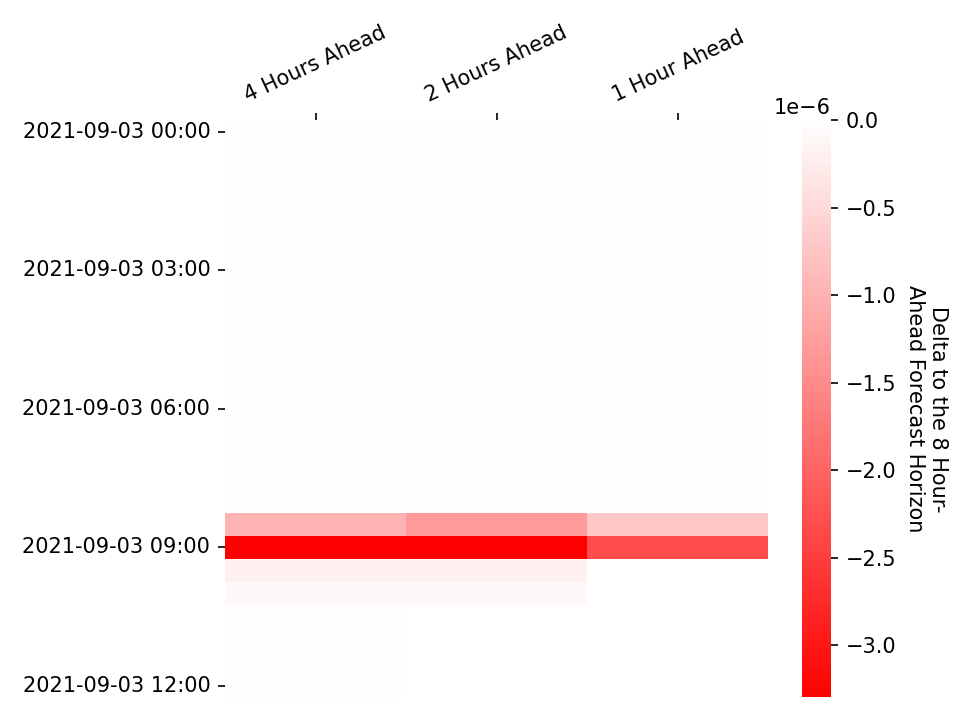 4 Hours Ahead
2 Hours Ahead
1 Hour Ahead
2021-09-03 00:00
2021-09-03 03:00
2021-09-03 06:00
2021-09-03 09:00
2021-09-03 12:00
1e−6
0.0
−0.5
−1.0
−1.5
−2.0
−2.5
−3.0
Delta to the 8 Hour-
Ahead Forecast Horizon